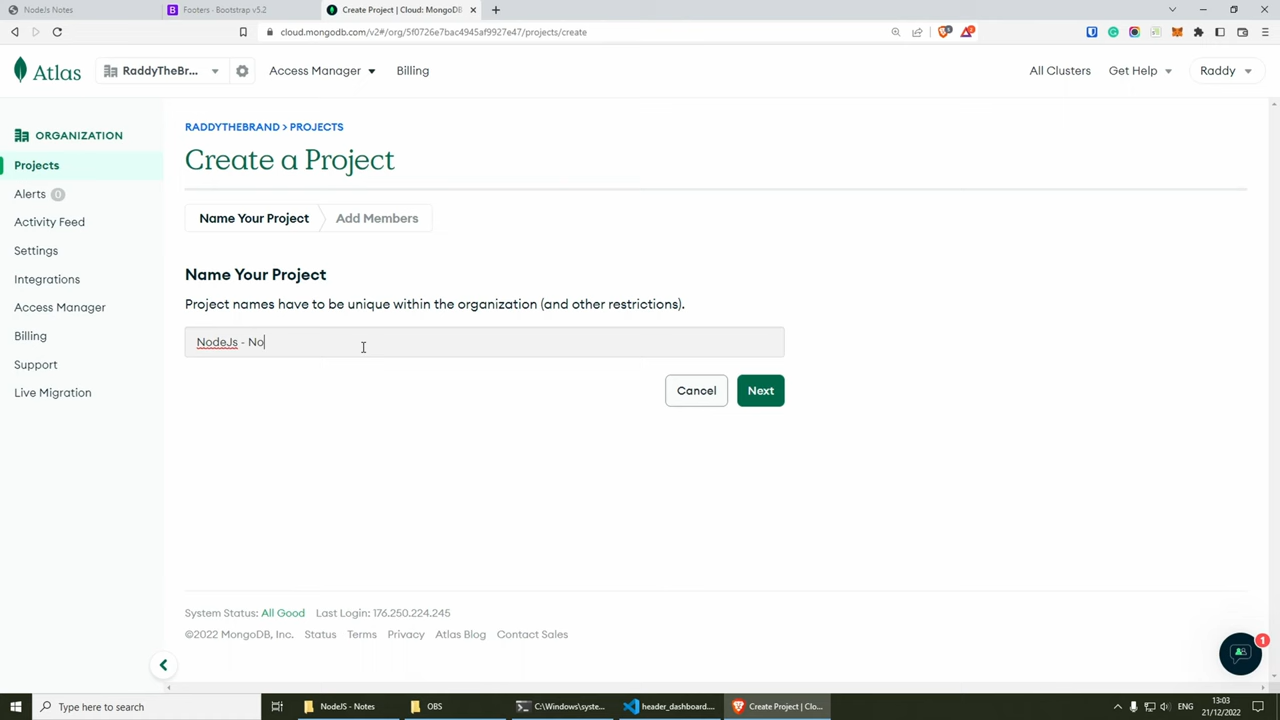 NodeJs Notes
Footers · Bootstrap v5.2
Create Project | Cloud: MongoDB
cloud.mongodb.com/v2#/org/5f0726e7bac4945af9927e47/projects/create
Atlas
RaddyTheBr...
Access Manager
Billing
All Clusters
Get Help
Raddy
ORGANIZATION
Projects
Alerts 0
Activity Feed
Settings
Integrations
Access Manager
Billing
Support
Live Migration
RADDYTHEBRAND > PROJECTS
Create a Project
Name Your Project
Add Members
Name Your Project
Project names have to be unique within the organization (and other restrictions).
NodeJs - No
Cancel
Next
System Status: All Good Last Login: 176.250.224.245
©2022 MongoDB, Inc. Status Terms Privacy Atlas Blog Contact Sales
1
Type here to search
NodeJS - Notes
OBS
C:\Windows\syste...
header_dashboard....
Create Project | Clo...
ENG
13:03
21/12/2022